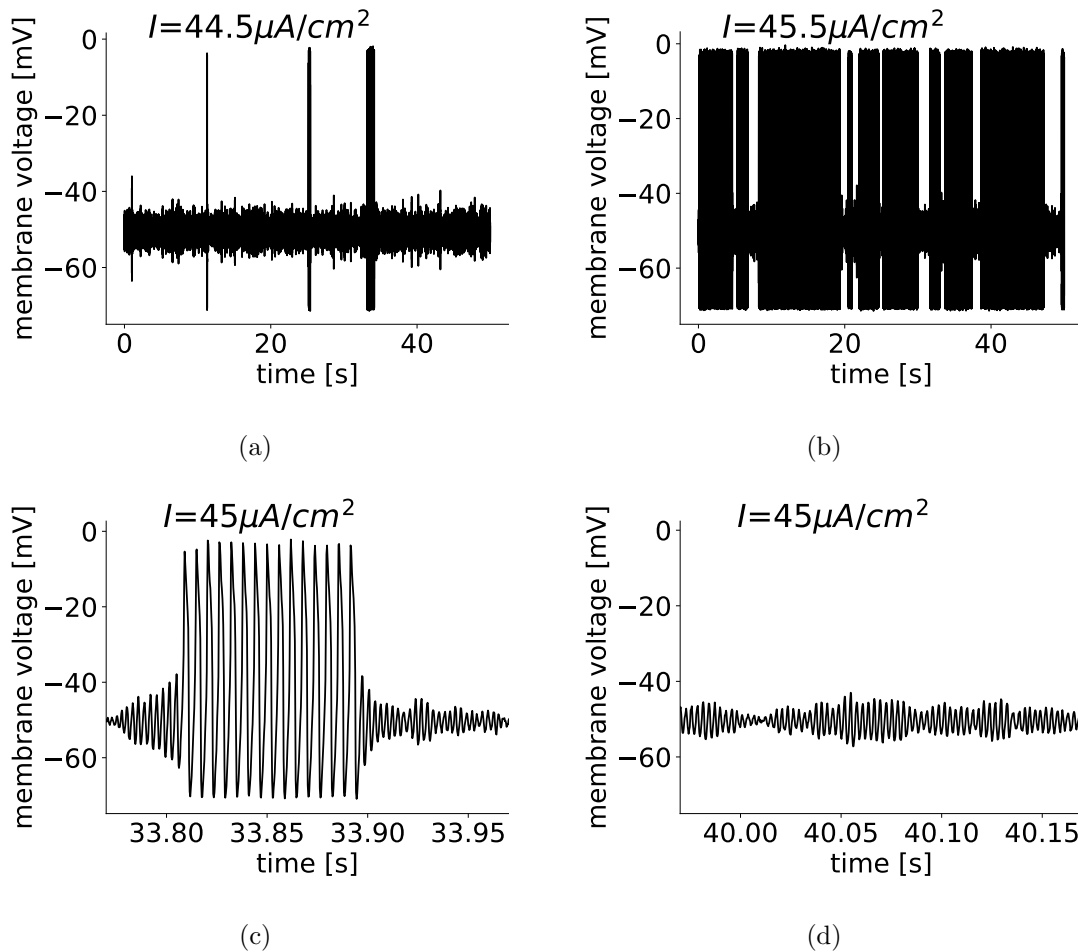 I=44.5μA/cm²
membrane voltage [mV]
0
−20
−40
−60
0 20 40
time [s]
(a)
I=45.5μA/cm²
membrane voltage [mV]
0
−20
−40
−60
0 20 40
time [s]
(b)
I=45μA/cm²
membrane voltage [mV]
0
−20
−40
−60
33.80 33.85 33.90 33.95
time [s]
(c)
I=45μA/cm²
membrane voltage [mV]
0
−20
−40
−60
40.00 40.05 40.10 40.15
time [s]
(d)